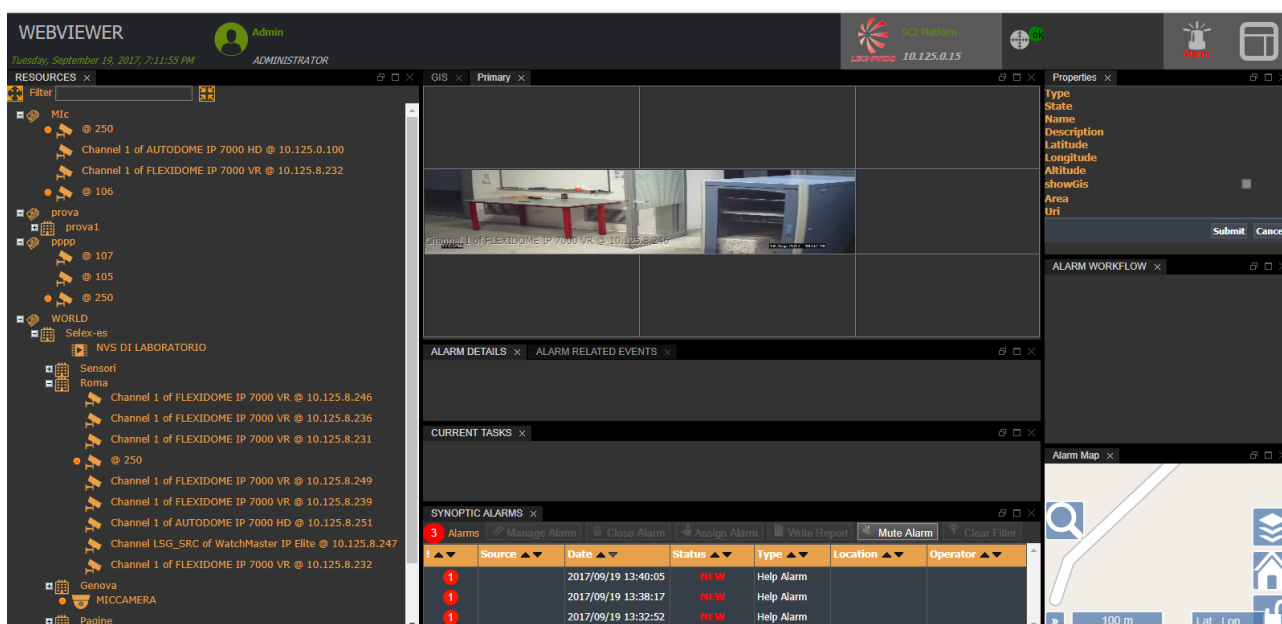 WEBVIEWER
Admin
ADMINISTRATOR
Tuesday, September 19, 2017, 7:11:55 PM
LEONARDO
SC2 Platform
10.125.0.15
ok
Alarm
RESOURCES
Filter
MIc
@ 250
Channel 1 of AUTODOME IP 7000 HD @ 10.125.0.100
Channel 1 of FLEXIDOME IP 7000 VR @ 10.125.8.232
@ 106
prova
prova1
pppp
@ 107
@ 105
@ 250
WORLD
Selex-es
NVS DI LABORATORIO
Sensori
Roma
Channel 1 of FLEXIDOME IP 7000 VR @ 10.125.8.246
Channel 1 of FLEXIDOME IP 7000 VR @ 10.125.8.236
Channel 1 of FLEXIDOME IP 7000 VR @ 10.125.8.231
@ 250
Channel 1 of FLEXIDOME IP 7000 VR @ 10.125.8.249
Channel 1 of FLEXIDOME IP 7000 VR @ 10.125.8.239
Channel 1 of AUTODOME IP 7000 HD @ 10.125.8.251
Channel LSG_SRC of WatchMaster IP Elite @ 10.125.8.247
Channel 1 of FLEXIDOME IP 7000 VR @ 10.125.8.232
Genova
MICCAMERA
Pagine
GIS Primary
Channel 1 of FLEXIDOME IP 7000 VR @ 10.125.8.246
ALARM DETAILS ALARM RELATED EVENTS
CURRENT TASKS
SYNOPTIC ALARMS
3 Alarms Manage Alarm Close Alarm Assign Alarm Write Report Mute Alarm Clear Filter
! Source Date Status Type Location Operator
1 2017/09/19 13:40:05 NEW Help Alarm
1 2017/09/19 13:38:17 NEW Help Alarm
1 2017/09/19 13:32:52 NEW Help Alarm
Properties
Type
State
Name
Description
Latitude
Longitude
Altitude
showGis
Area
Uri
Submit Cance
ALARM WORKFLOW
Alarm Map
» 100 m Lat Lon